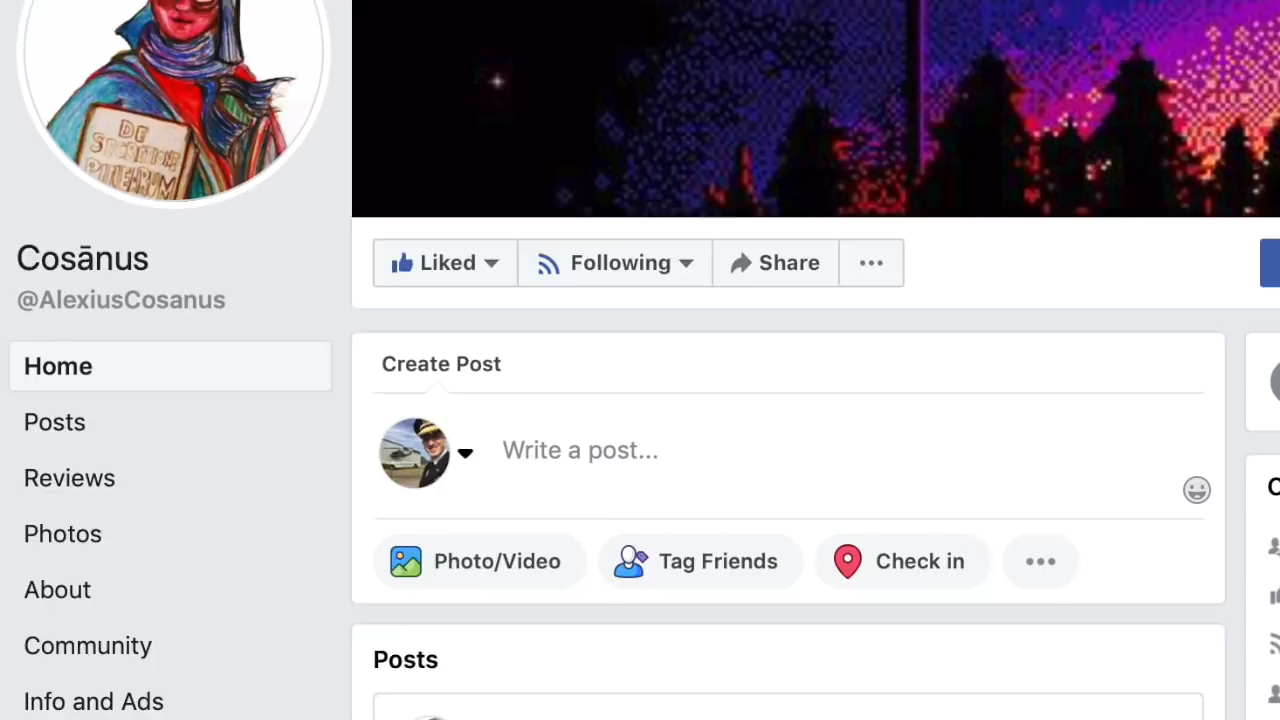 DE
Cosānus
@AlexiusCosanus
Liked
Following
Share
Home
Posts
Reviews
Photos
About
Community
Info and Ads
Create Post
Write a post...
Photo/Video
Tag Friends
Check in
Posts